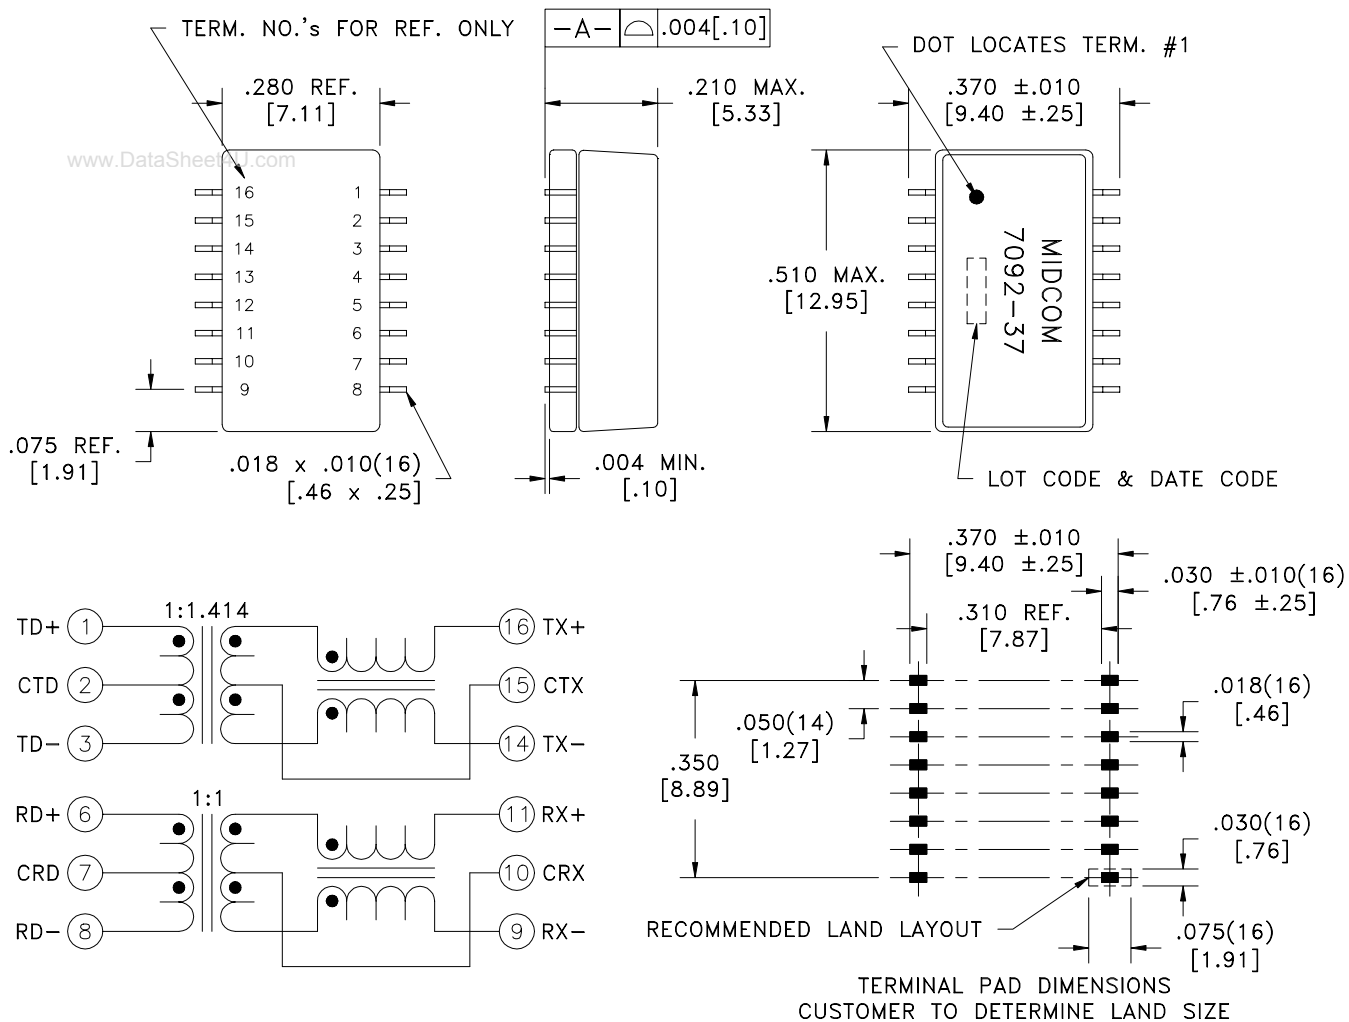 TERM. NO.'s FOR REF. ONLY
-A- .004[.10]
DOT LOCATES TERM. #1
.280 REF.
[7.11]
.210 MAX.
[5.33]
.370 ±.010
[9.40 ±.25]
www.DataSheet4U.com
16 1
15 2
14 3
13 4
12 5
11 6
10 7
9 8
.075 REF.
[1.91]
.018 x .010(16)
[.46 x .25]
.004 MIN.
[.10]
.510 MAX.
[12.95]
MIDCOM
7092-37
LOT CODE & DATE CODE
1:1.414
TD+ 1
CTD 2
TD- 3
16 TX+
15 CTX
14 TX-
1:1
RD+ 6
CRD 7
RD- 8
11 RX+
10 CRX
9 RX-
.370 ±.010
[9.40 ±.25]
.030 ±.010(16)
[.76 ±.25]
.310 REF.
[7.87]
.018(16)
[.46]
.050(14)
[1.27]
.350
[8.89]
.030(16)
[.76]
RECOMMENDED LAND LAYOUT
.075(16)
[1.91]
TERMINAL PAD DIMENSIONS
CUSTOMER TO DETERMINE LAND SIZE